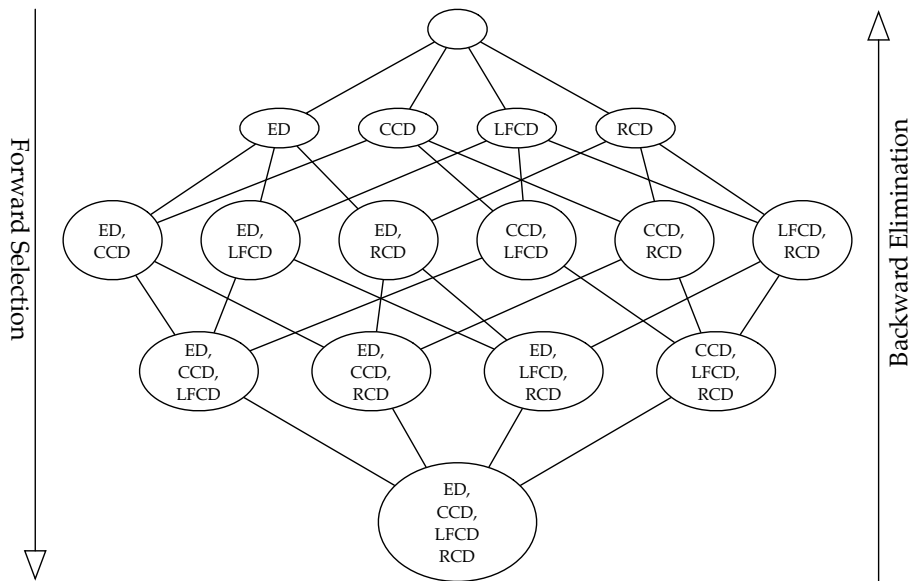 Forward Selection
Backward Elimination
ED
CCD
LFCD
RCD
ED,
CCD
ED,
LFCD
ED,
RCD
CCD,
LFCD
CCD,
RCD
LFCD,
RCD
ED,
CCD,
LFCD
ED,
CCD,
RCD
ED,
LFCD,
RCD
CCD,
LFCD,
RCD
ED,
CCD,
LFCD
RCD